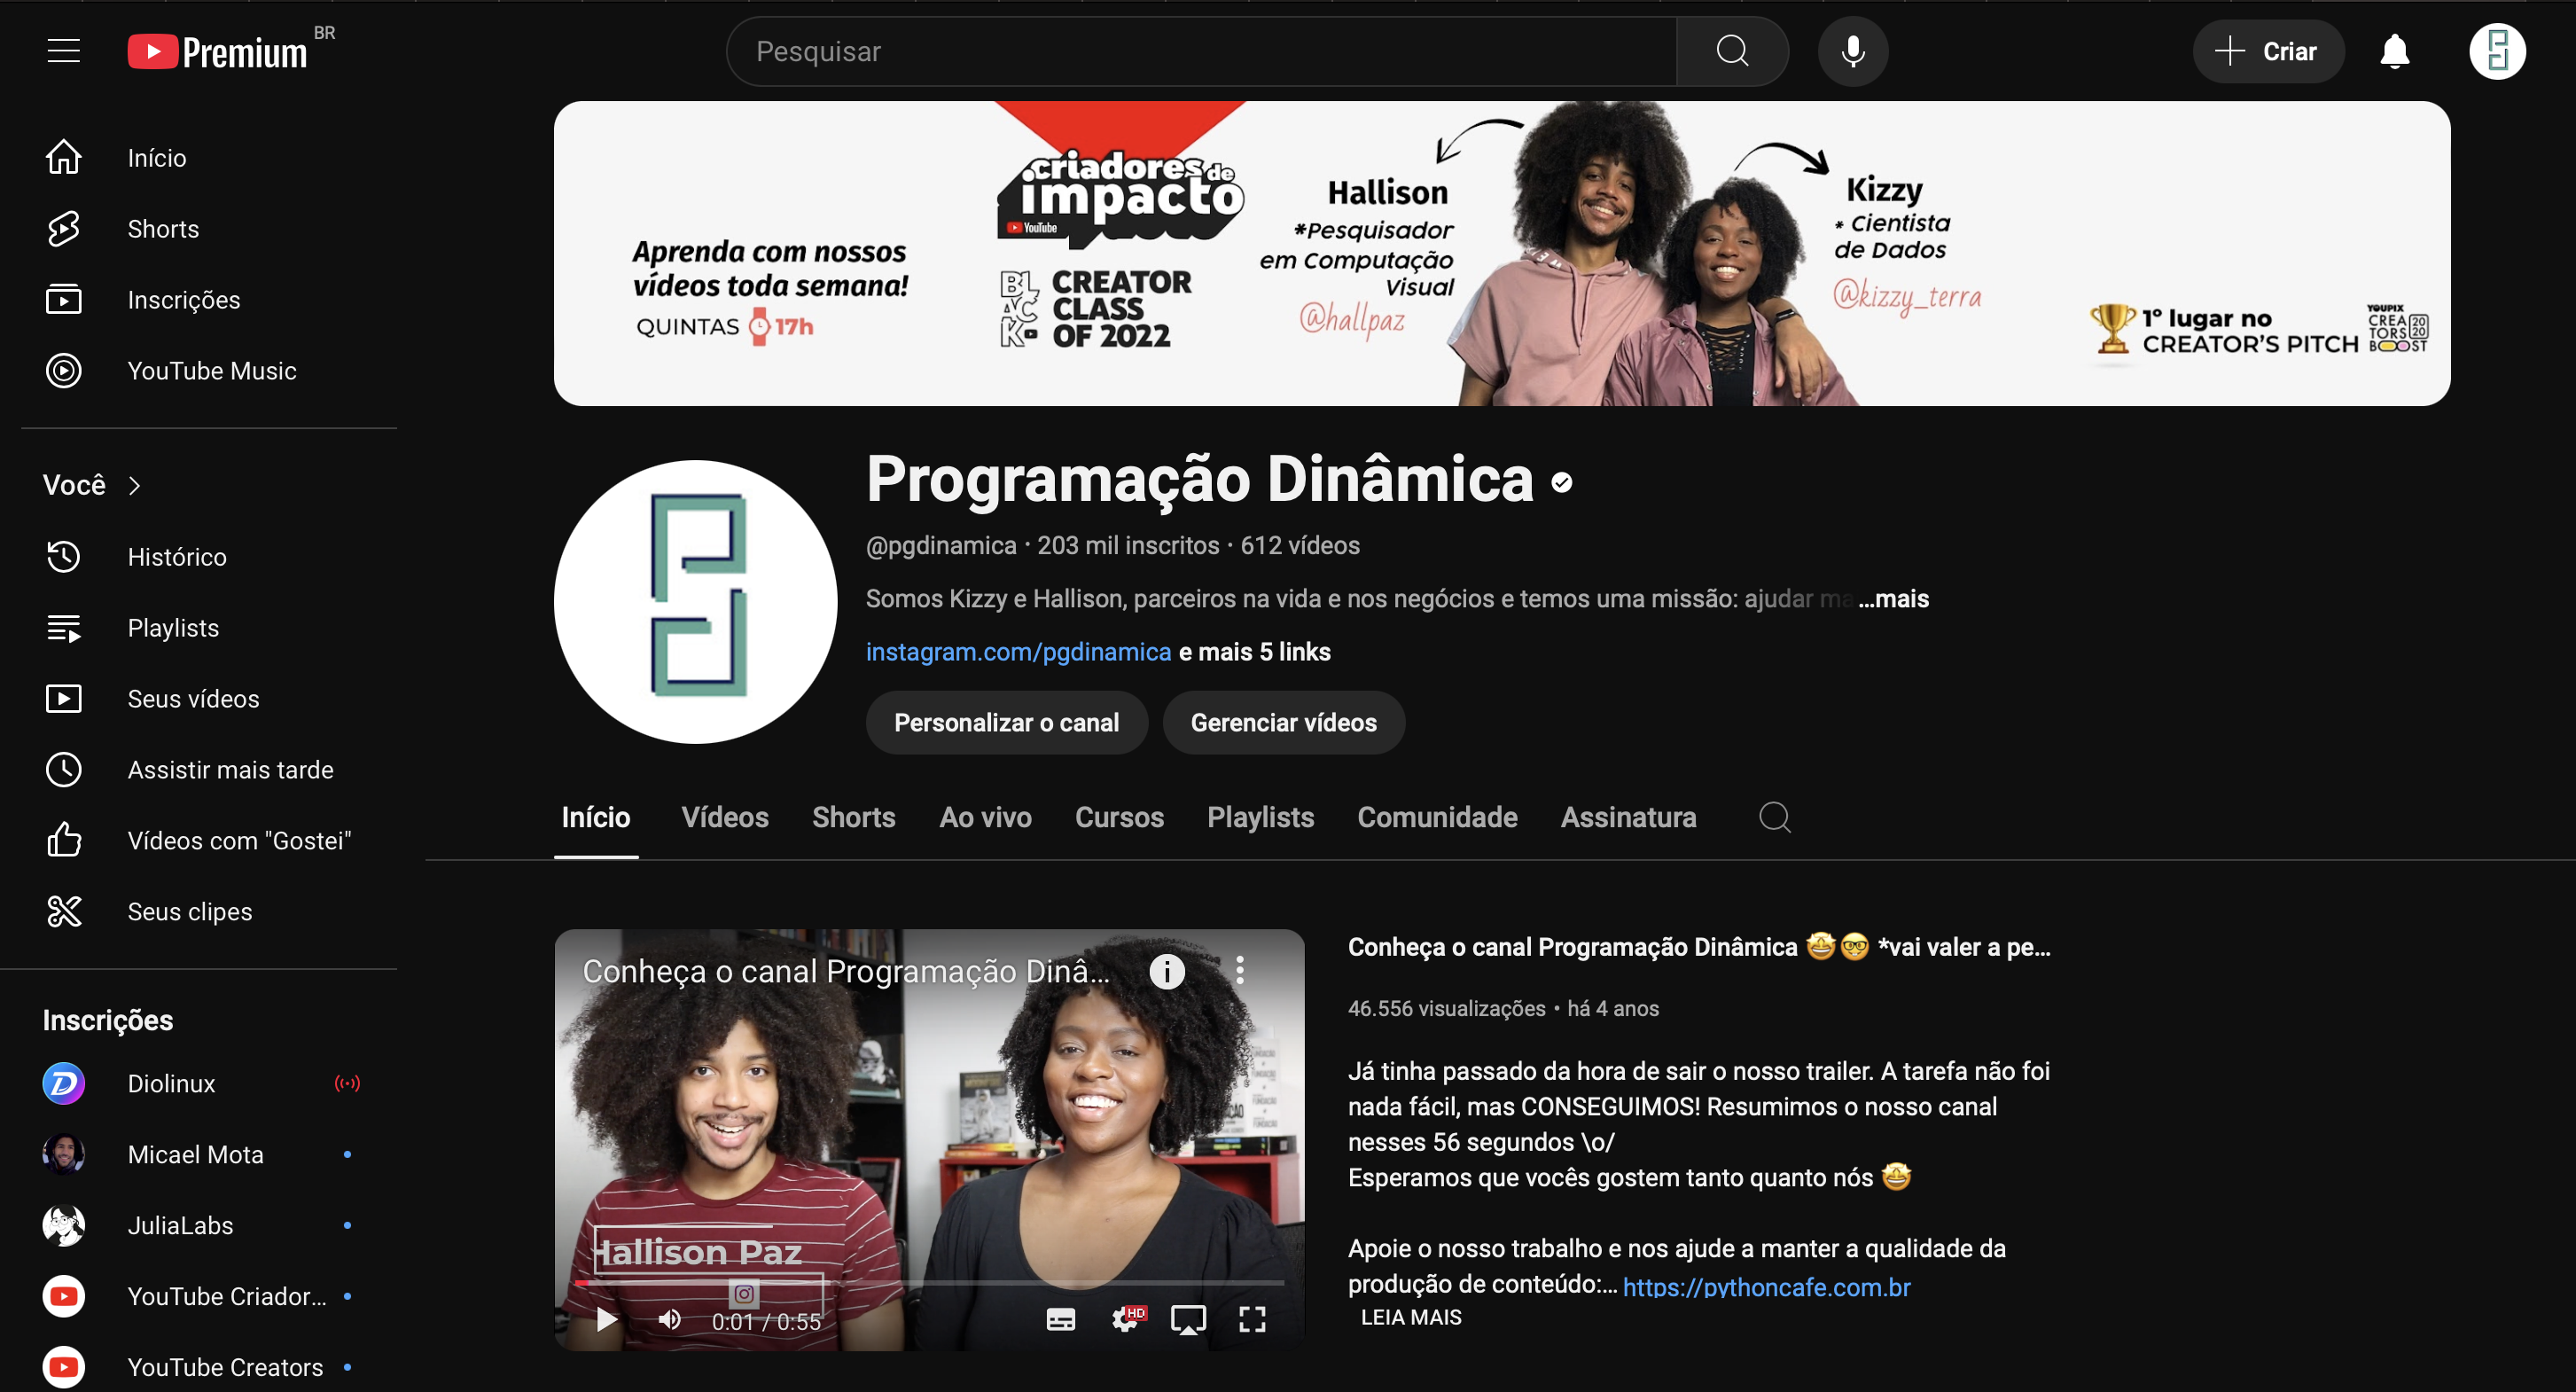 Premium BR
Pesquisar
Criar
Início
Shorts
Inscrições
YouTube Music
Você
Histórico
Playlists
Seus vídeos
Assistir mais tarde
Vídeos com "Gostei"
Seus clipes
Inscrições
Diolinux
Micael Mota
JuliaLabs
YouTube Criador...
YouTube Creators
Aprenda com nossos
vídeos toda semana!
QUINTAS 17h
criadores de
impacto
YouTube
BLACK
CREATOR
CLASS
OF 2022
Hallison
*Pesquisador
em Computação
Visual
@hallpaz
Kizzy
* Cientista
de Dados
@kizzy_terra
1º lugar no
CREATOR'S PITCH
YOUPIX
CREATORS
2020
BOOST
Programação Dinâmica
@pgdinamica · 203 mil inscritos · 612 vídeos
Somos Kizzy e Hallison, parceiros na vida e nos negócios e temos uma missão: ajudar ma ...mais
instagram.com/pgdinamica e mais 5 links
Personalizar o canal
Gerenciar vídeos
Início Vídeos Shorts Ao vivo Cursos Playlists Comunidade Assinatura
Conheça o canal Programação Dinâ...
Hallison Paz
0:01 / 0:55
HD
Conheça o canal Programação Dinâmica 🤩🤓 *vai valer a pe...
46.556 visualizações • há 4 anos
Já tinha passado da hora de sair o nosso trailer. A tarefa não foi
nada fácil, mas CONSEGUIMOS! Resumimos o nosso canal
nesses 56 segundos \o/
Esperamos que vocês gostem tanto quanto nós 🤩
Apoie o nosso trabalho e nos ajude a manter a qualidade da
produção de conteúdo:... https://pythoncafe.com.br
LEIA MAIS